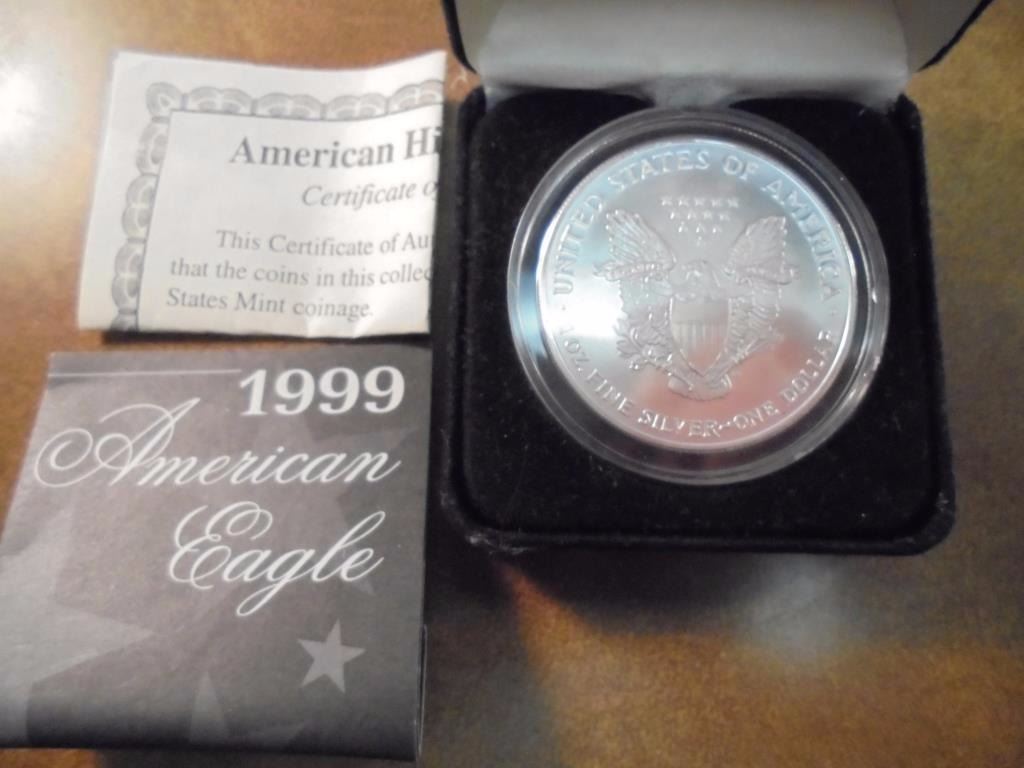 American Hi
Certificate o
This Certificate of Au
that the coins in this collec
States Mint coinage.
1999
American
Eagle
UNITED STATES OF AMERICA
1 OZ. FINE SILVER~ONE DOLLAR